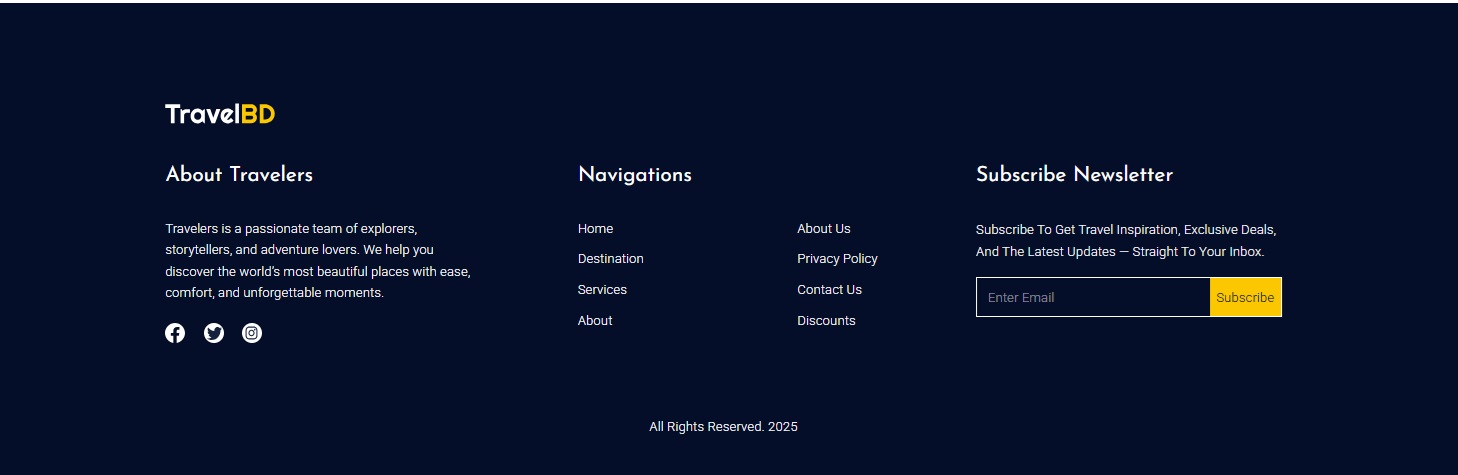 TravelBD
About Travelers
Travelers is a passionate team of explorers,
storytellers, and adventure lovers. We help you
discover the world's most beautiful places with ease,
comfort, and unforgettable moments.
Navigations
Home
Destination
Services
About
About Us
Privacy Policy
Contact Us
Discounts
Subscribe Newsletter
Subscribe To Get Travel Inspiration, Exclusive Deals,
And The Latest Updates — Straight To Your Inbox.
Enter Email
Subscribe
All Rights Reserved. 2025